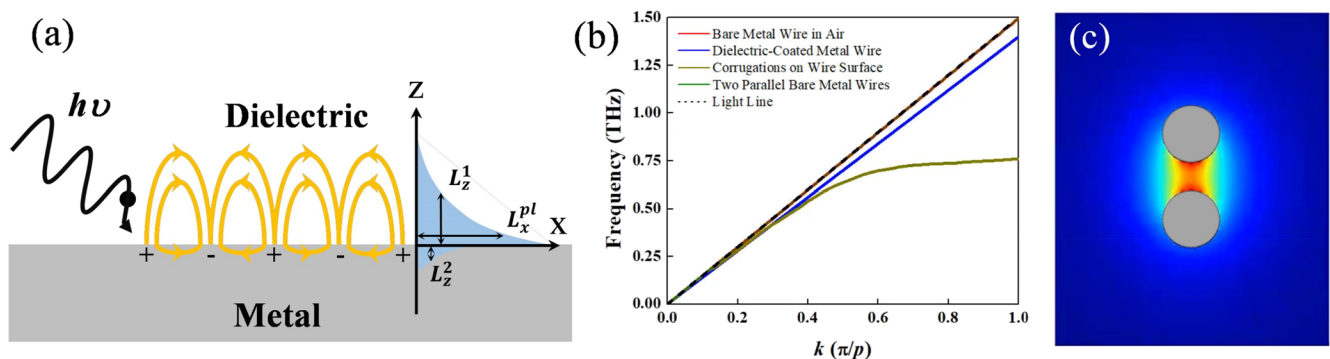 (a)
hυ
Dielectric
Z
X
L_z^1
L_x^{pl}
L_z^2
+ - + - +
Metal
(b)
Frequency (THz)
1.50
1.25
1.00
0.75
0.50
0.25
0.00
Bare Metal Wire in Air
Dielectric-Coated Metal Wire
Corrugations on Wire Surface
Two Parallel Bare Metal Wires
Light Line
0.0 0.2 0.4 0.6 0.8 1.0
k (π/p)
(c)